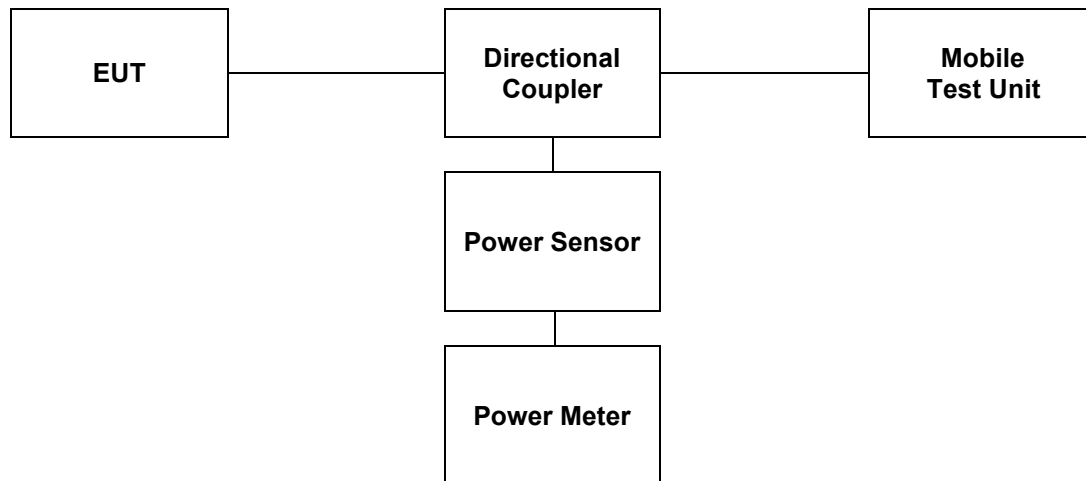 EUT
Directional
Coupler
Mobile
Test Unit
Power Sensor
Power Meter